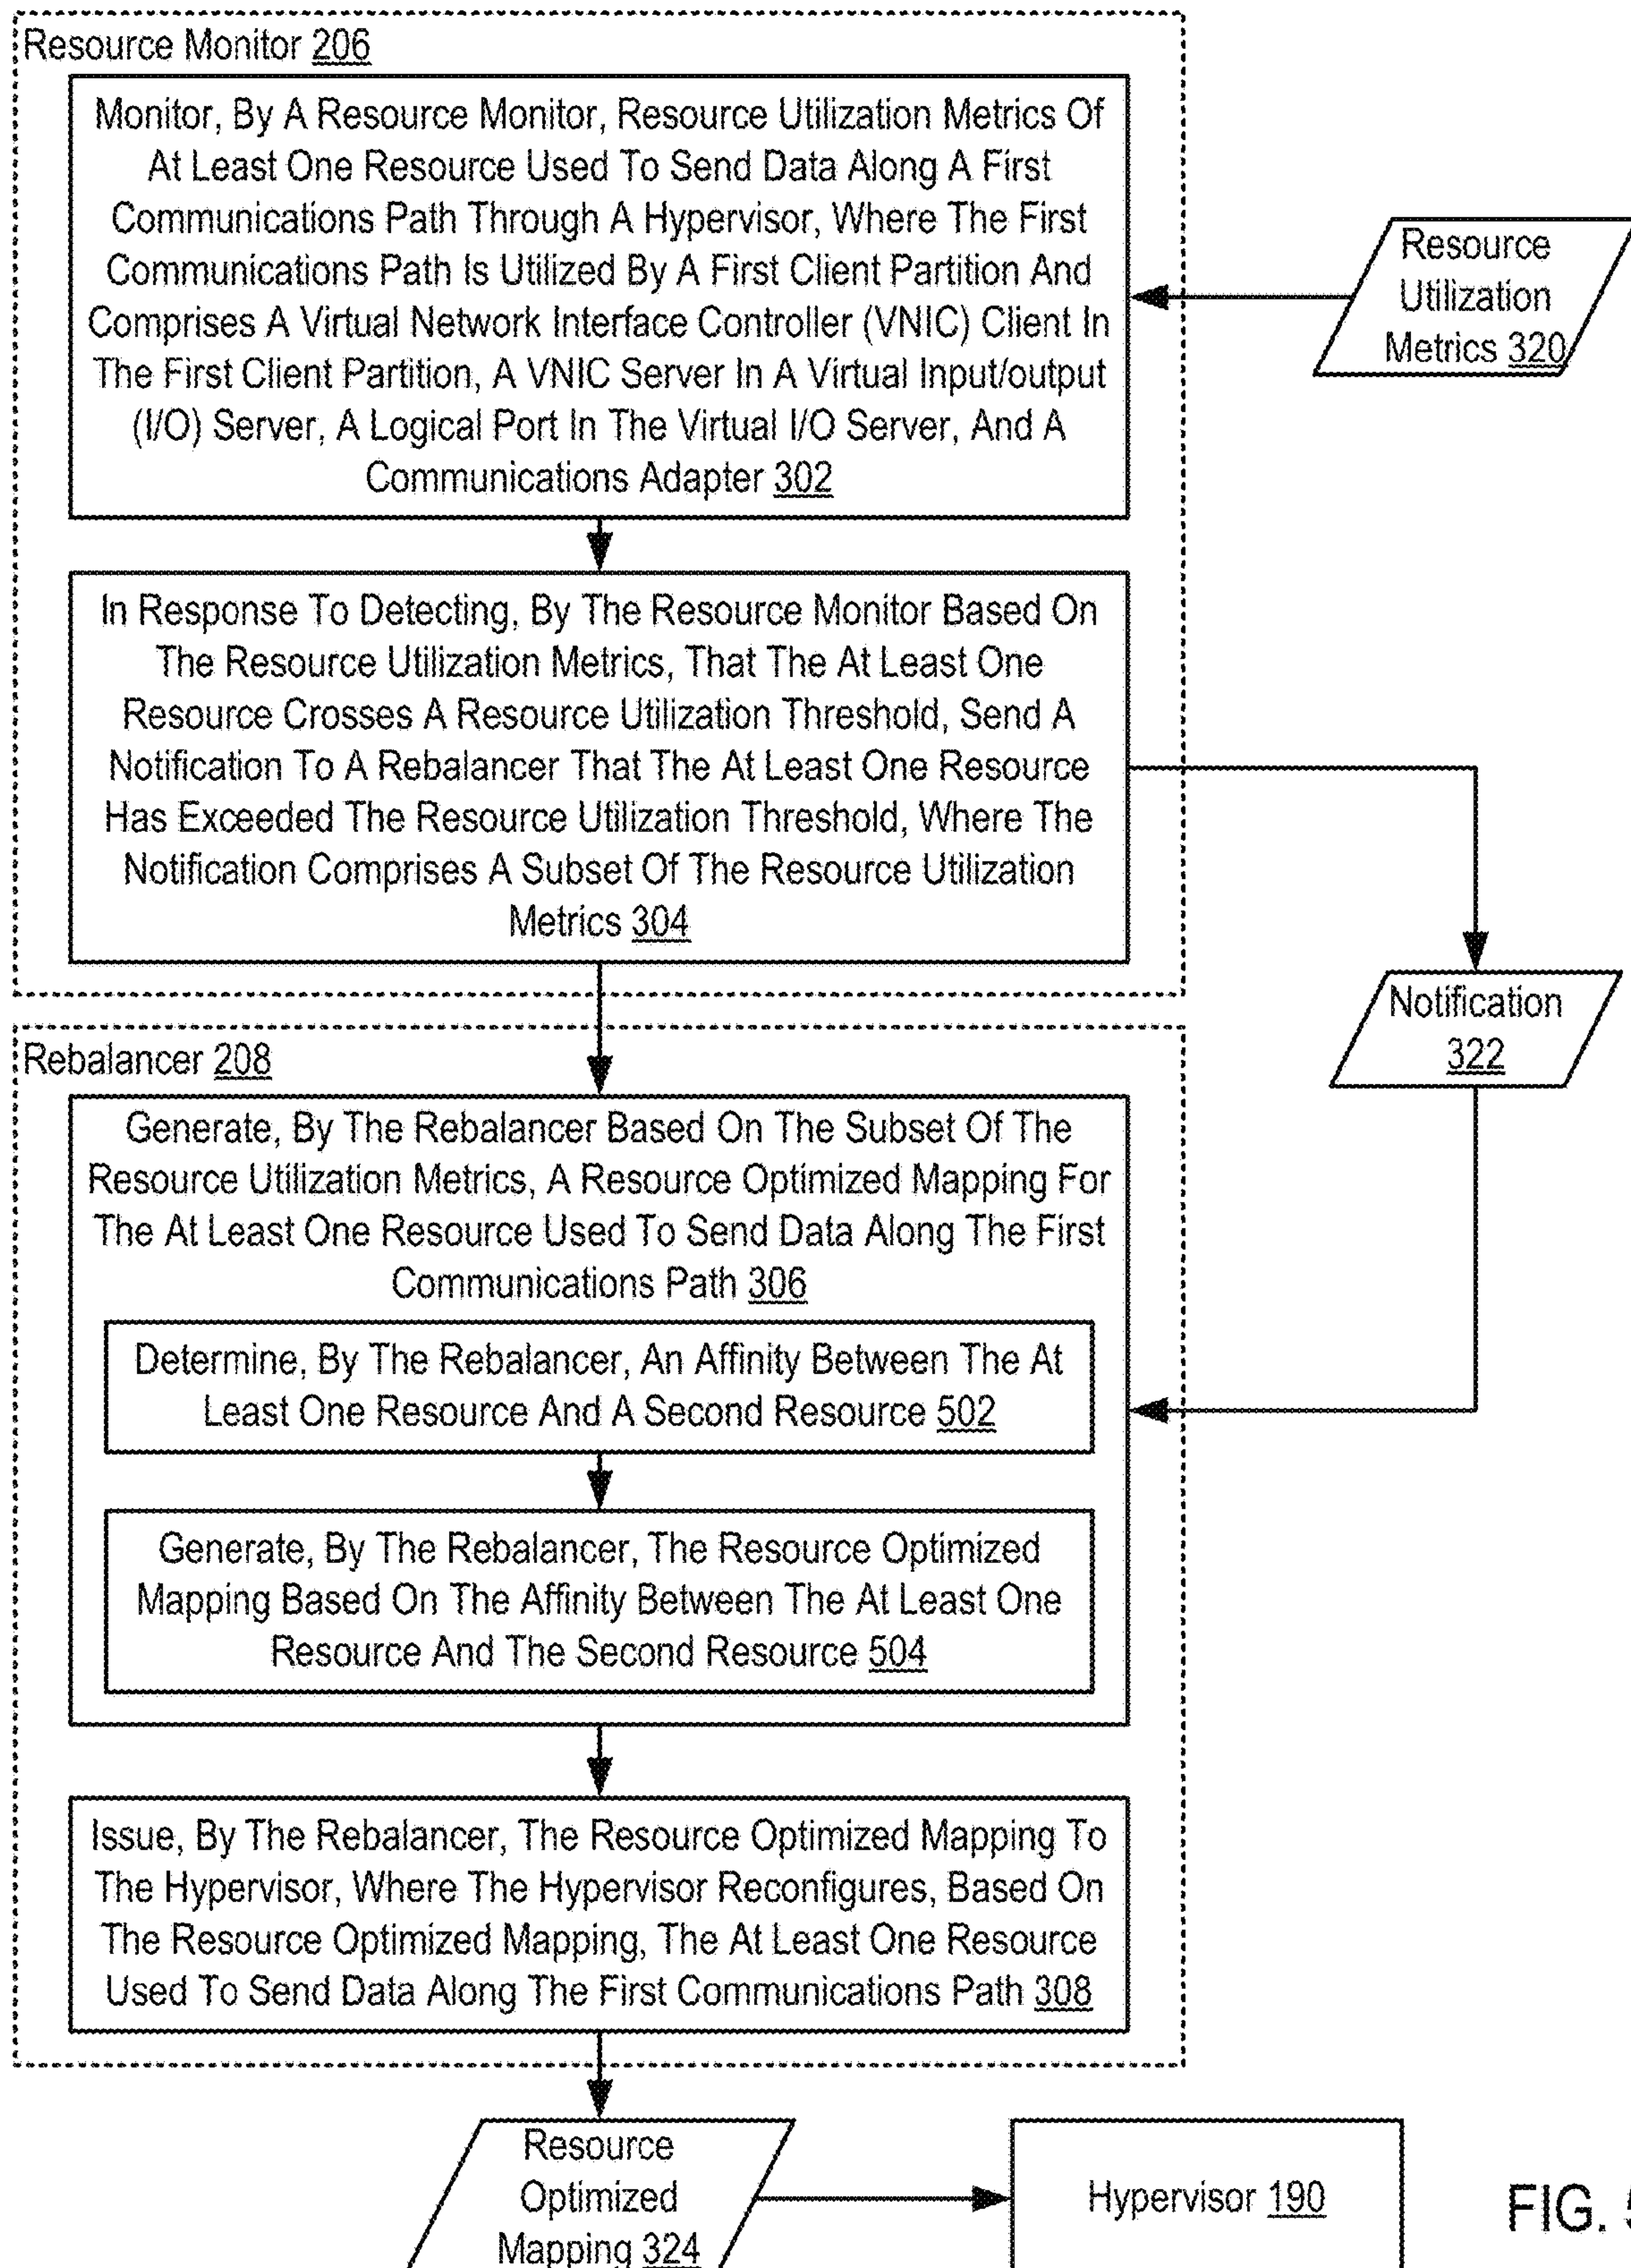 Resource Monitor 206
Monitor, By A Resource Monitor, Resource Utilization Metrics Of
At Least One Resource Used To Send Data Along A First
Communications Path Through A Hypervisor, Where The First
Communications Path Is Utilized By A First Client Partition And
Comprises A Virtual Network Interface Controller (VNIC) Client In
The First Client Partition, A VNIC Server In A Virtual Input/output
(I/O) Server, A Logical Port In The Virtual I/O Server, And A
Communications Adapter 302
Resource
Utilization
Metrics 320
In Response To Detecting, By The Resource Monitor Based On
The Resource Utilization Metrics, That The At Least One
Resource Crosses A Resource Utilization Threshold, Send A
Notification To A Rebalancer That The At Least One Resource
Has Exceeded The Resource Utilization Threshold, Where The
Notification Comprises A Subset Of The Resource Utilization
Metrics 304
Notification
322
Rebalancer 208
Generate, By The Rebalancer Based On The Subset Of The
Resource Utilization Metrics, A Resource Optimized Mapping For
The At Least One Resource Used To Send Data Along The First
Communications Path 306
Determine, By The Rebalancer, An Affinity Between The At
Least One Resource And A Second Resource 502
Generate, By The Rebalancer, The Resource Optimized
Mapping Based On The Affinity Between The At Least One
Resource And The Second Resource 504
Issue, By The Rebalancer, The Resource Optimized Mapping To
The Hypervisor, Where The Hypervisor Reconfigures, Based On
The Resource Optimized Mapping, The At Least One Resource
Used To Send Data Along The First Communications Path 308
Resource
Optimized
Mapping 324
Hypervisor 190
FIG. 5